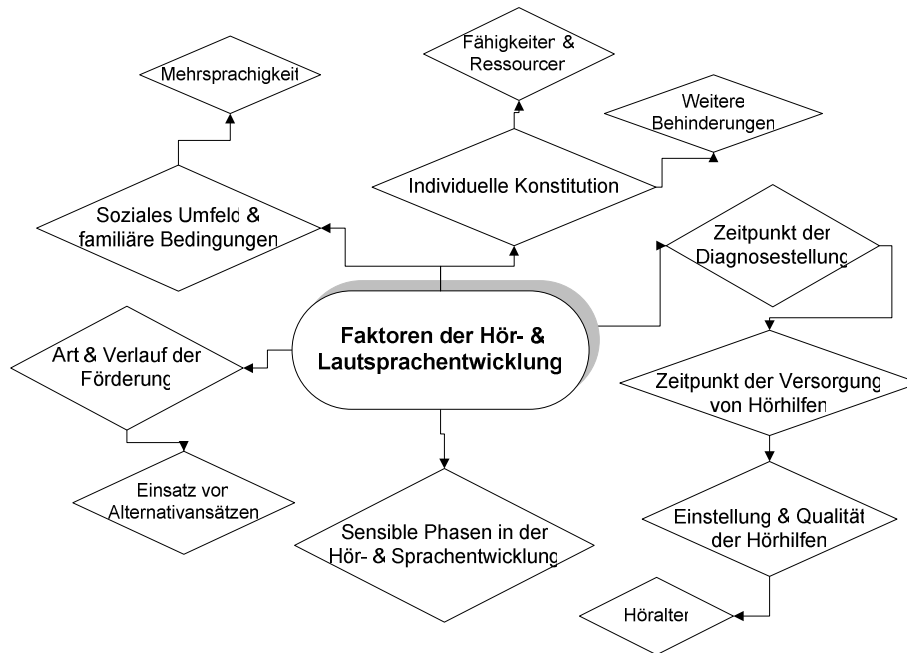 Fähigkeiten &
Ressourcen
Mehrsprachigkeit
Weitere
Behinderungen
Individuelle Konstitution
Soziales Umfeld &
familiäre Bedingungen
Zeitpunkt der
Diagnosestellung
Faktoren der Hör- &
Lautsprachentwicklung
Art & Verlauf der
Förderung
Zeitpunkt der Versorgung
von Hörhilfen
Einsatz von
Alternativansätzen
Sensible Phasen in der
Hör- & Sprachentwicklung
Einstellung & Qualität
der Hörhilfen
Höralter